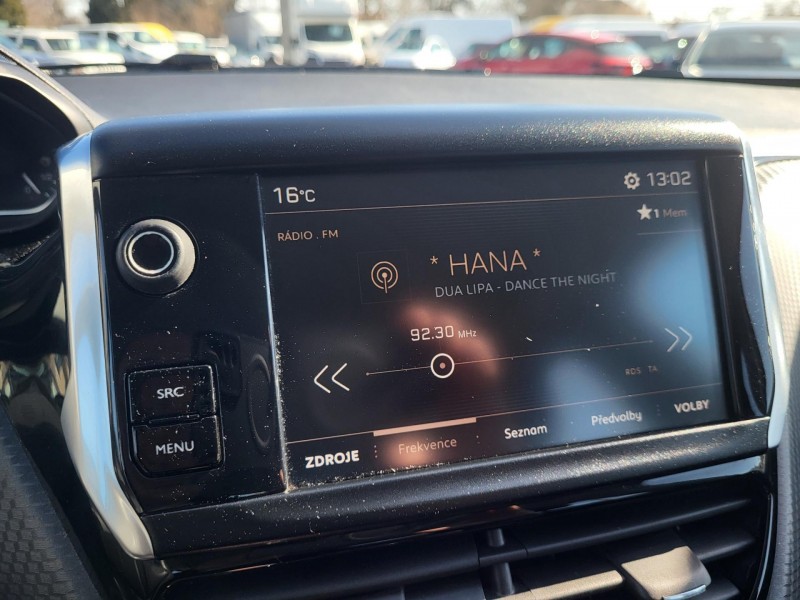 16°C
13:02
★1 Mem
RÁDIO . FM
* HANA *
DUA LIPA - DANCE THE NIGHT
92.30 MHz
SRC
RDS TA
MENU
ZDROJE
Frekvence
Seznam
Předvolby
VOLBY